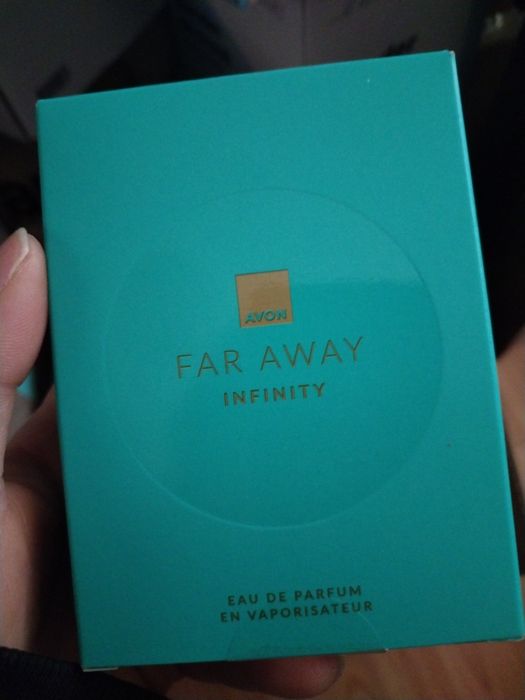 AVON
FAR AWAY
INFINITY
EAU DE PARFUM
EN VAPORISATEUR